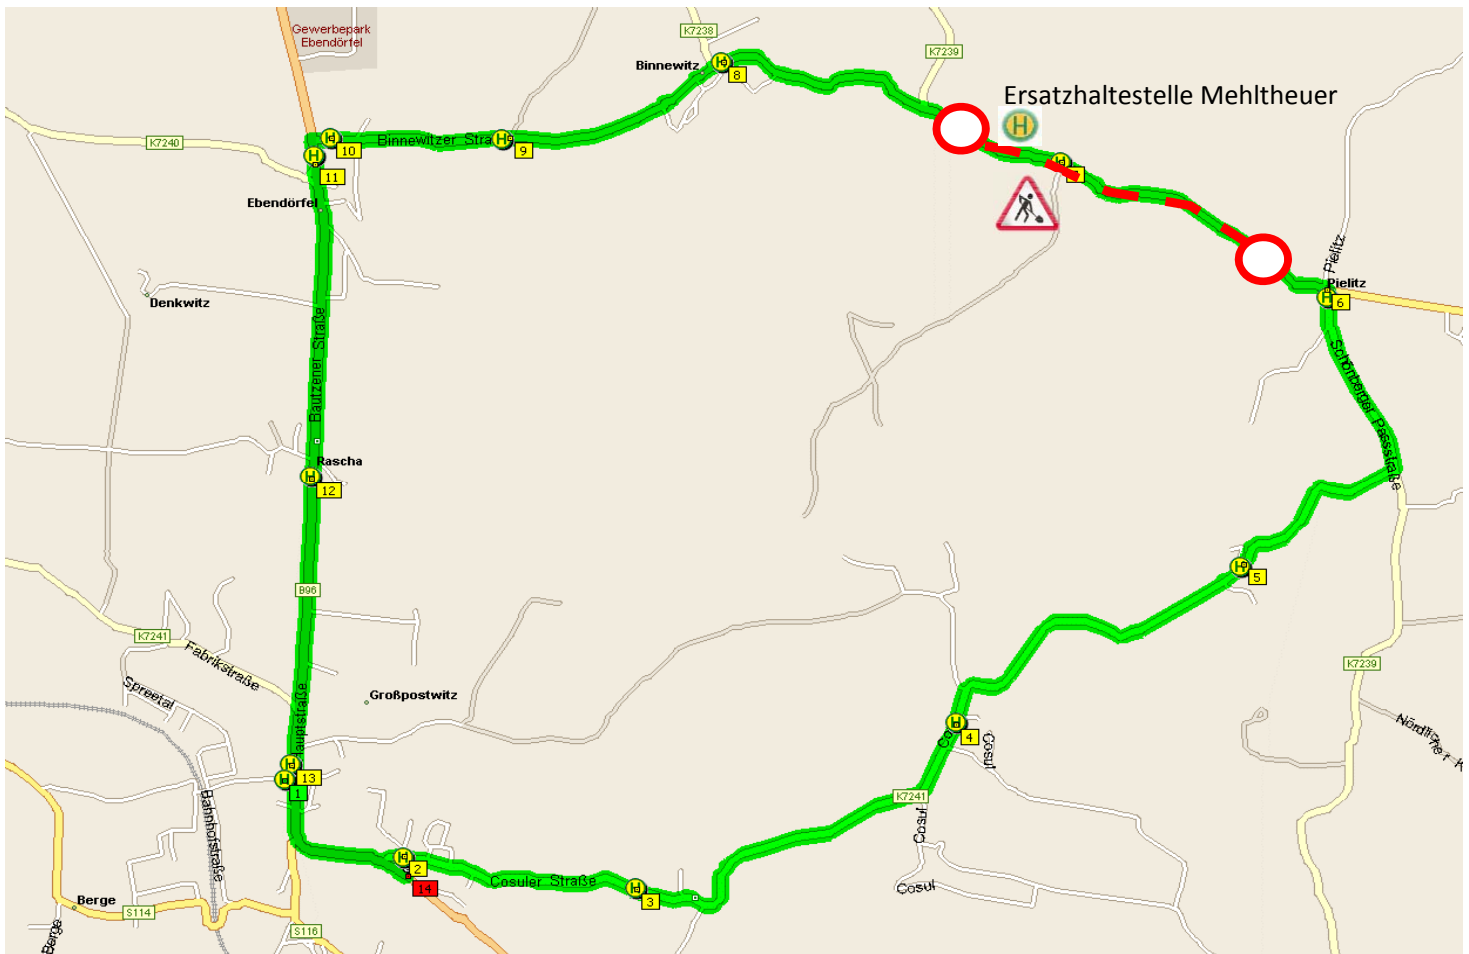 Gewerbepark
Ebendörfel
K7238
K7239
Binnewitz
H
8
Ersatzhaltestelle Mehltheuer
H
K7240
H
10
Binnewitzer Straße
H
9
H
11
H
Ebendörfel
Pielitz
Pielitz
H
6
Denkwitz
Bautzener Straße
Schönberger Passstraße
Rascha
H
12
H
5
B96
K7241
Fabrikstraße
K7239
Spreetal
Großpostwitz
Hauptstraße
H
4
Cosul
Nördlicher K
H
13
H
1
K7241
Bahnhofstraße
Cosul
H
2
14
Cosuler Straße
H
3
Cosul
Berge
S114
Berge
S116